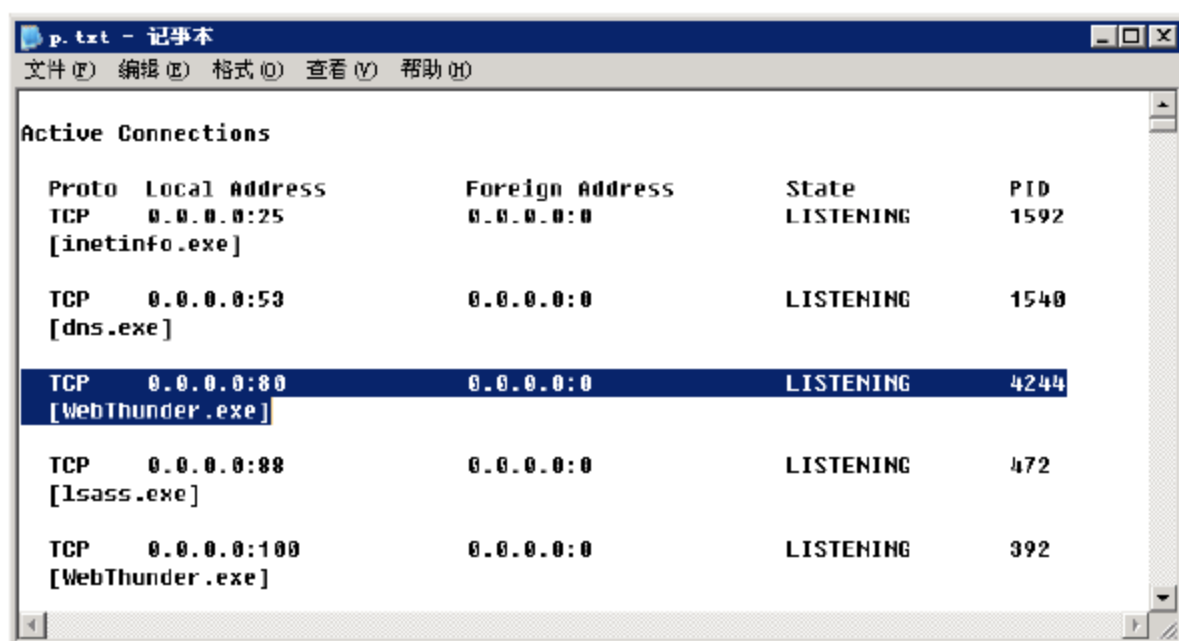 p.txt - 记事本
文件(F) 编辑(E) 格式(O) 查看(V) 帮助(H)
Active Connections
Proto Local Address Foreign Address State PID
TCP 0.0.0.0:25 0.0.0.0:0 LISTENING 1592
[inetinfo.exe]
TCP 0.0.0.0:53 0.0.0.0:0 LISTENING 1540
[dns.exe]
TCP 0.0.0.0:80 0.0.0.0:0 LISTENING 4244
[WebThunder.exe]
TCP 0.0.0.0:88 0.0.0.0:0 LISTENING 472
[lsass.exe]
TCP 0.0.0.0:100 0.0.0.0:0 LISTENING 392
[WebThunder.exe]